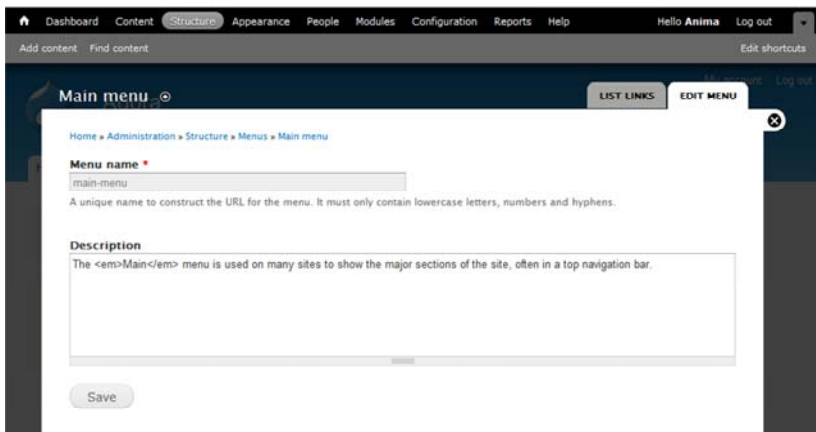 Dashboard Content Structure Appearance People Modules Configuration Reports Help Hello Anima Log out
Add content Find content Edit shortcuts
My account Log out
Main menu LIST LINKS EDIT MENU
Home » Administration » Structure » Menus » Main menu
Menu name *
main-menu
A unique name to construct the URL for the menu. It must only contain lowercase letters, numbers and hyphens.
Description
The <em>Main</em> menu is used on many sites to show the major sections of the site, often in a top navigation bar.
Save